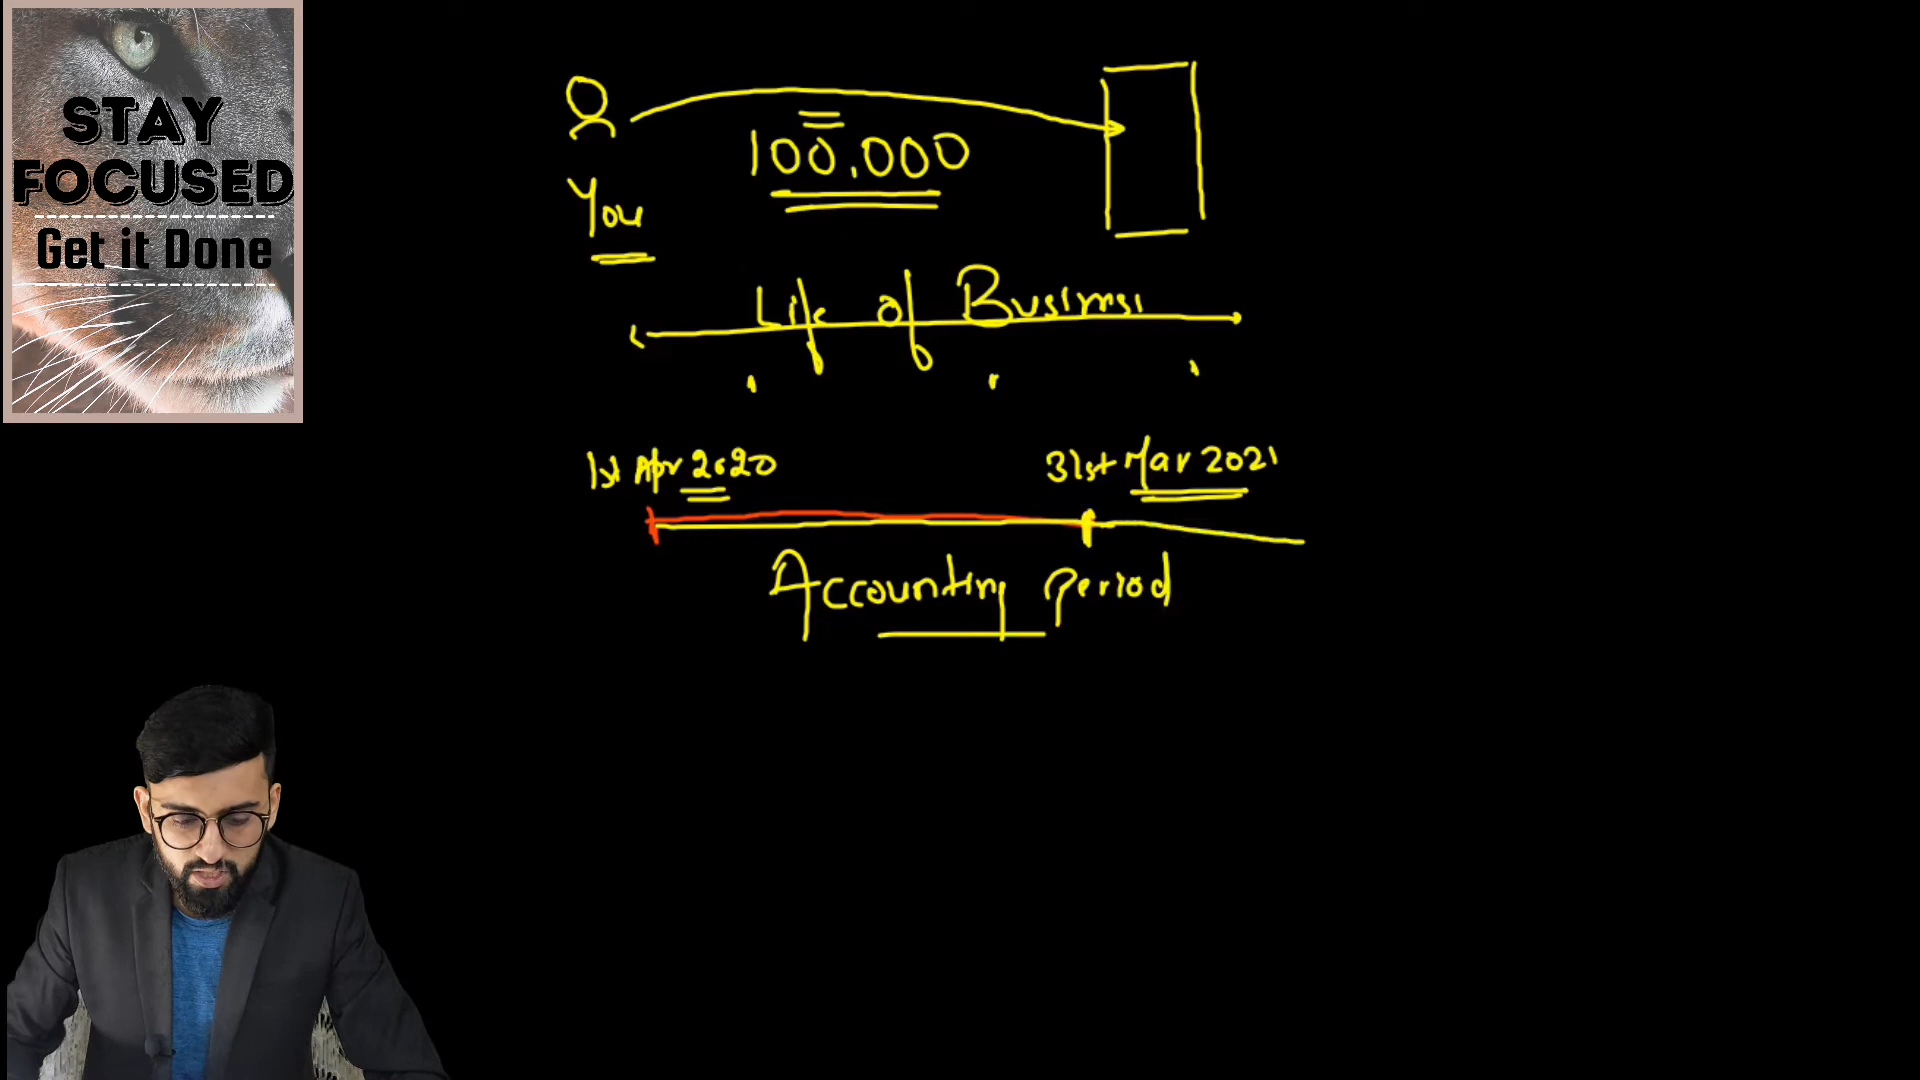 STAY
FOCUSED
Get it Done
100.000
You
Life of Business
1st Apr 2020
31st Mar 2021
Accounting period